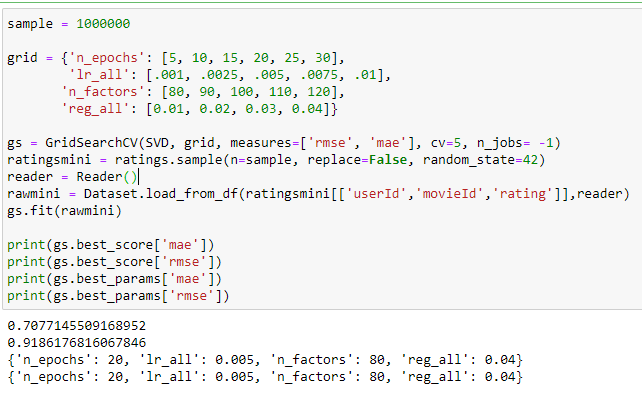 sample = 1000000
grid = {'n_epochs': [5, 10, 15, 20, 25, 30],
'lr_all': [.001, .0025, .005, .0075, .01],
'n_factors': [80, 90, 100, 110, 120],
'reg_all': [0.01, 0.02, 0.03, 0.04]}
gs = GridSearchCV(SVD, grid, measures=['rmse', 'mae'], cv=5, n_jobs= -1)
ratingsmini = ratings.sample(n=sample, replace=False, random_state=42)
reader = Reader()
rawmini = Dataset.load_from_df(ratingsmini[['userId','movieId','rating']],reader)
gs.fit(rawmini)
print(gs.best_score['mae'])
print(gs.best_score['rmse'])
print(gs.best_params['mae'])
print(gs.best_params['rmse'])
0.7077145509168952
0.9186176816067846
{'n_epochs': 20, 'lr_all': 0.005, 'n_factors': 80, 'reg_all': 0.04}
{'n_epochs': 20, 'lr_all': 0.005, 'n_factors': 80, 'reg_all': 0.04}